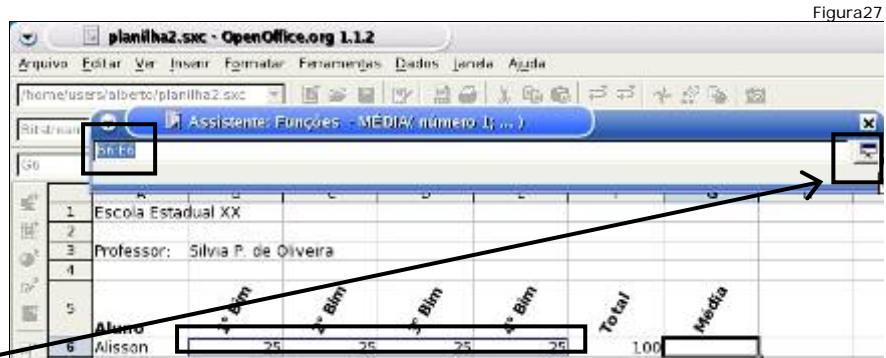 Figura27
planilha2.sxc - OpenOffice.org 1.1.2
Arquivo Editar Ver Inserir Formatar Ferramentas Dados Janela Ajuda
/home/users/alberto/planilha2.sxc
Assistente: Funções - MÉDIA( número 1; ... )
G6
1 Escola Estadual XX
2
3 Professor: Silvia P. de Oliveira
4
5 Aluno 1º Bim 2º Bim 3º Bim 4º Bim Total Média
6 Alisson 25 25 25 25 100